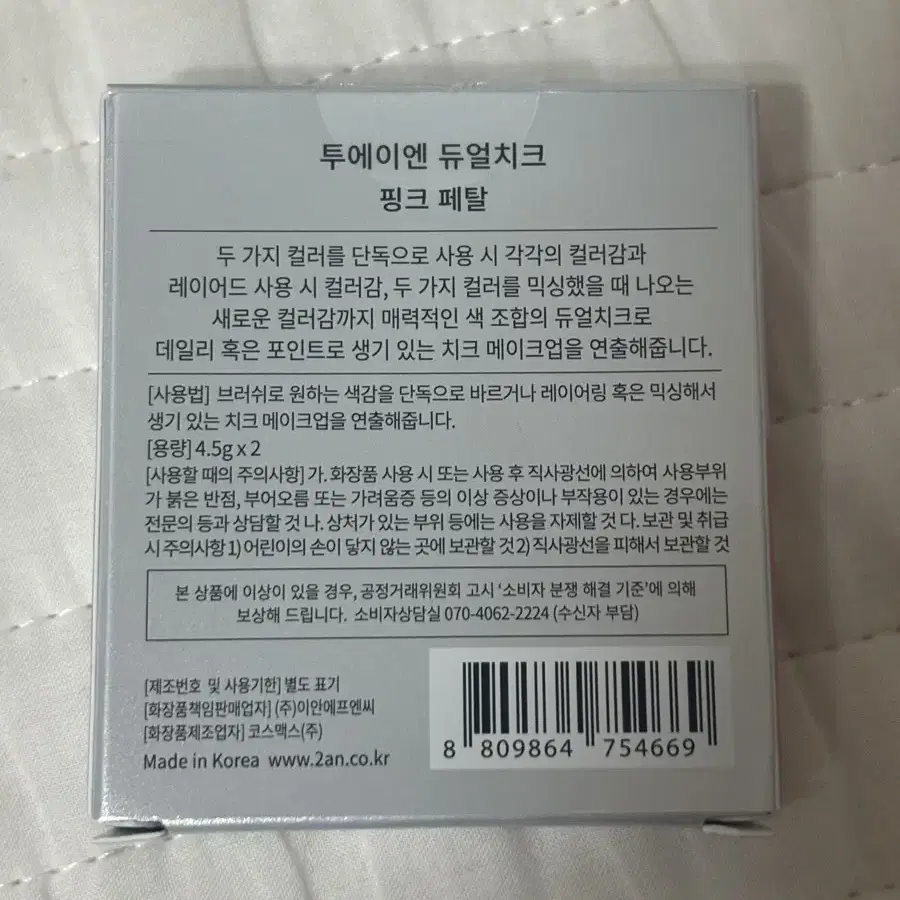 투에이엔 듀얼치크
핑크 페탈
두 가지 컬러를 단독으로 사용 시 각각의 컬러감과
레이어드 사용 시 컬러감, 두 가지 컬러를 믹싱했을 때 나오는
새로운 컬러감까지 매력적인 색 조합의 듀얼치크로
데일리 혹은 포인트로 생기 있는 치크 메이크업을 연출해줍니다.
[사용법] 브러쉬로 원하는 색감을 단독으로 바르거나 레이어링 혹은 믹싱해서
생기 있는 치크 메이크업을 연출해줍니다.
[용량] 4.5g x 2
[사용할 때의 주의사항] 가. 화장품 사용 시 또는 사용 후 직사광선에 의하여 사용부위
가 붉은 반점, 부어오름 또는 가려움증 등의 이상 증상이나 부작용이 있는 경우에는
전문의 등과 상담할 것 나. 상처가 있는 부위 등에는 사용을 자제할 것 다. 보관 및 취급
시 주의사항 1) 어린이의 손이 닿지 않는 곳에 보관할 것 2) 직사광선을 피해서 보관할 것
본 상품에 이상이 있을 경우, 공정거래위원회 고시 '소비자 분쟁 해결 기준'에 의해
보상해 드립니다. 소비자상담실 070-4062-2224 (수신자 부담)
[제조번호 및 사용기한] 별도 표기
[화장품책임판매업자] (주)이안에프엔씨
[화장품제조업자] 코스맥스(주)
Made in Korea www.2an.co.kr
8 809864 754669